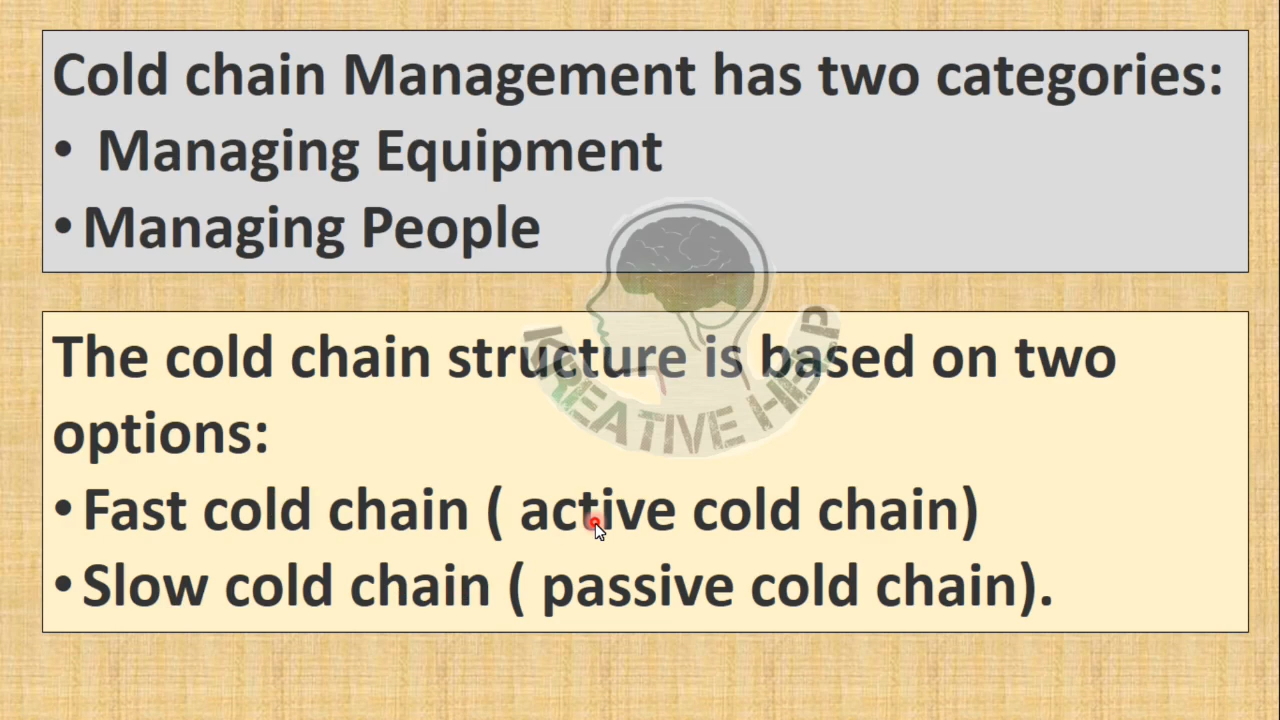 Cold chain Management has two categories:
• Managing Equipment
• Managing People
The cold chain structure is based on two
options:
• Fast cold chain ( active cold chain)
• Slow cold chain ( passive cold chain).
KREATIVE HELP